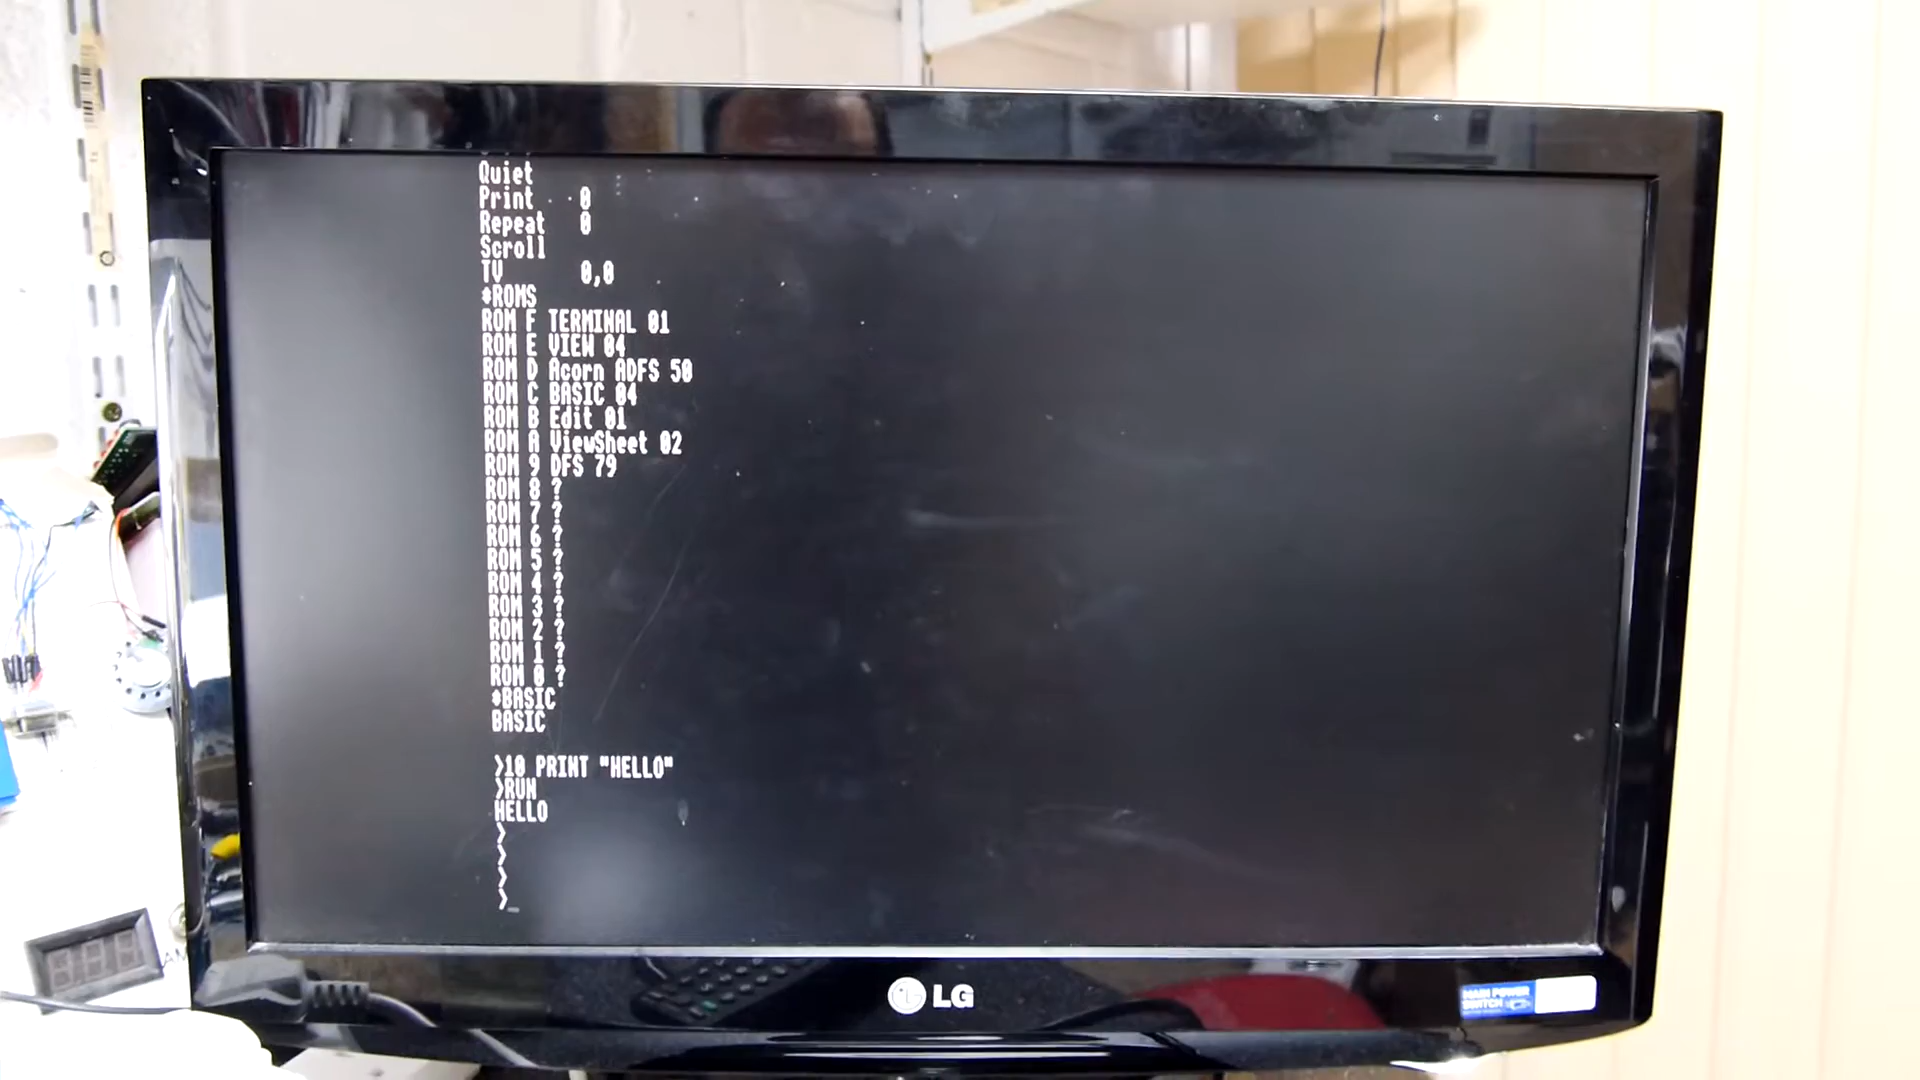 Quiet
Print 0
Repeat 0
Scroll
TV 0,0
*ROMS
ROM F TERMINAL 01
ROM E VIEW 04
ROM D Acorn ADFS 50
ROM C BASIC 04
ROM B Edit 01
ROM A ViewSheet 02
ROM 9 DFS 79
ROM 8 ?
ROM 7 ?
ROM 6 ?
ROM 5 ?
ROM 4 ?
ROM 3 ?
ROM 2 ?
ROM 1 ?
ROM 0 ?
*BASIC
BASIC
>10 PRINT "HELLO"
>RUN
HELLO
>
>
>
>_
LG
MAIN POWER
SWITCH